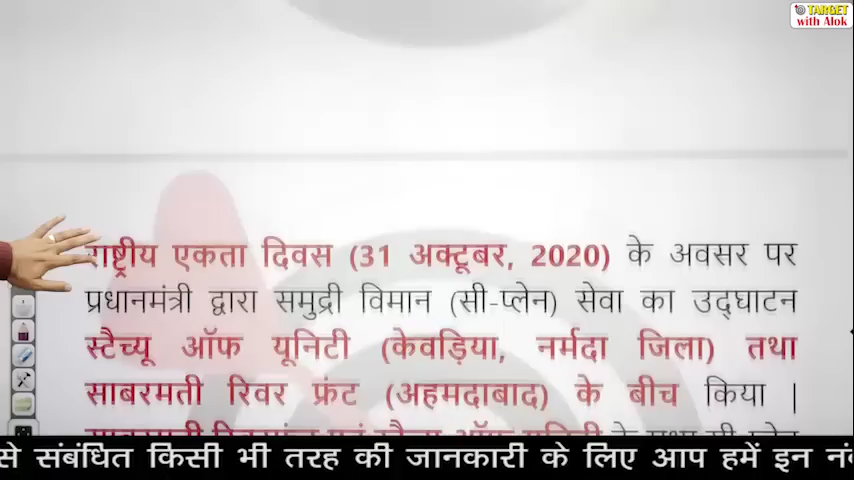 TARGET
with Alok
राष्ट्रीय एकता दिवस (31 अक्टूबर, 2020) के अवसर पर
प्रधानमंत्री द्वारा समुद्री विमान (सी-प्लेन) सेवा का उद्घाटन
स्टैच्यू ऑफ यूनिटी (केवड़िया, नर्मदा जिला) तथा
साबरमती रिवर फ्रंट (अहमदाबाद) के बीच किया |
से संबंधित किसी भी तरह की जानकारी के लिए आप हमें इन